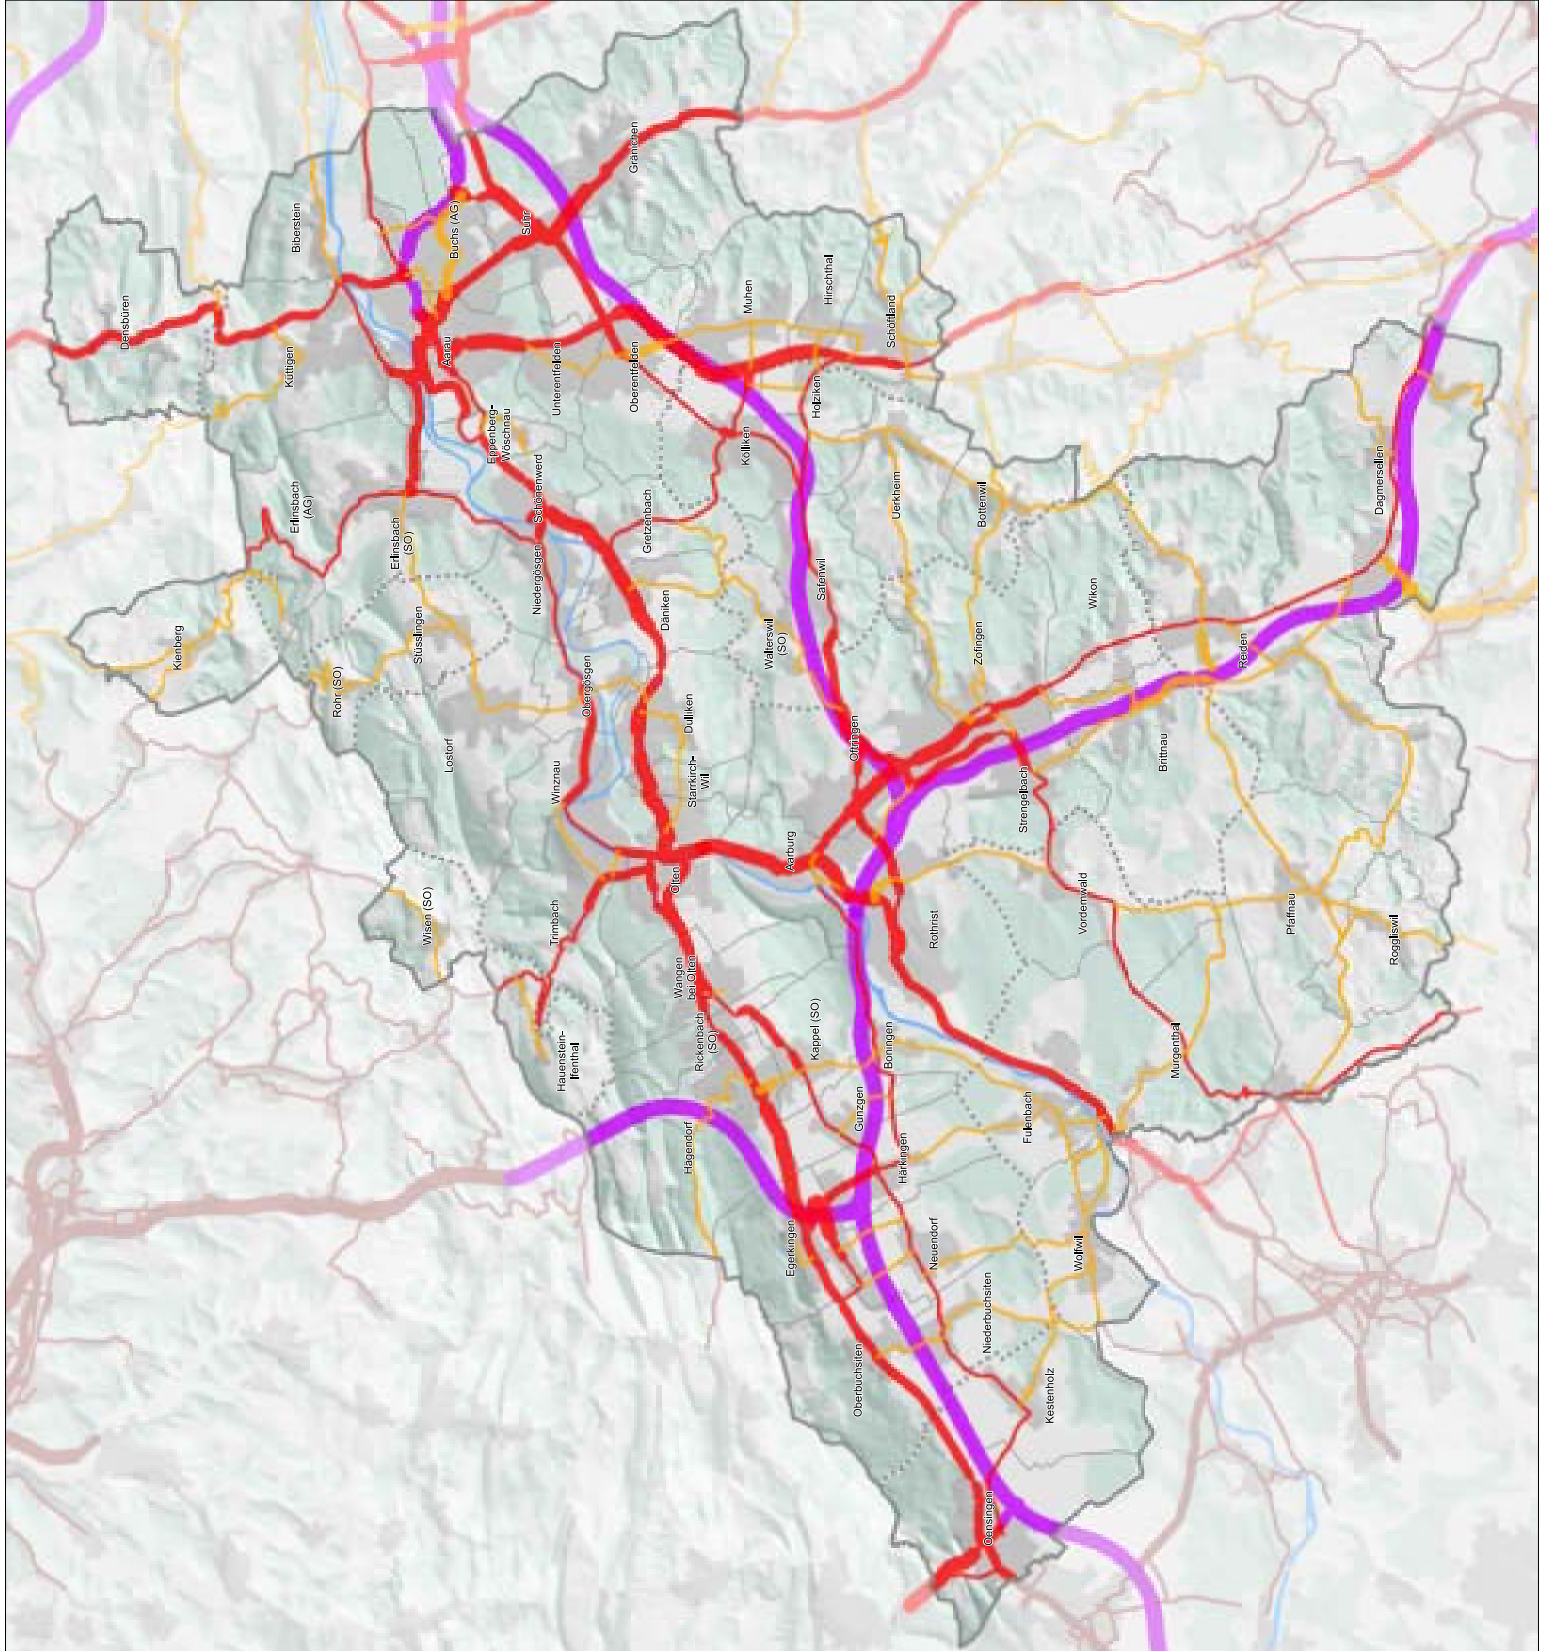 Densbüren
Biberstein
Küttigen
Buchs (AG)
Suhr
Gränichen
Aarau
Unterentfelden
Oberentfelden
Muhen
Hirschthal
Schöftland
Holziken
Kölliken
Eppenberg-
Wöschnau
Schönenwerd
Gretzenbach
Erlinsbach
(AG)
Erlinsbach
(SO)
Niedergösgen
Kienberg
Rohr (SO)
Stüsslingen
Lostorf
Obergösgen
Däniken
Dulliken
Starrkirch-
Wil
Winznau
Walterswil
(SO)
Safenwil
Uerkheim
Bottenwil
Zofingen
Wikon
Reiden
Dagmersellen
Oftringen
Aarburg
Olten
Trimbach
Wisen (SO)
Hauenstein-
Ifenthal
Wangen
bei Olten
Rickenbach
(SO)
Kappel (SO)
Rothrist
Strengelbach
Brittnau
Vordemwald
Pfaffnau
Roggliswil
Murgenthal
Boningen
Gunzgen
Fulenbach
Härkingen
Hägendorf
Egerkingen
Neuendorf
Wolfwil
Niederbuchsiten
Oberbuchsiten
Kestenholz
Oensingen